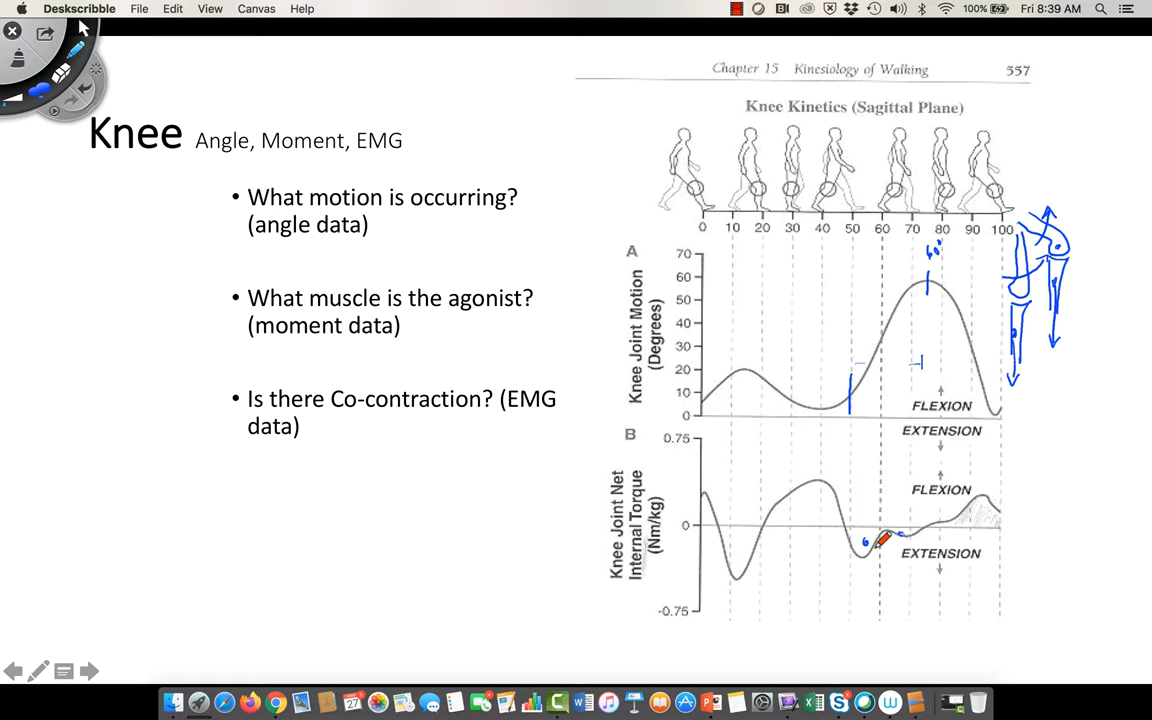 Deskscribble File Edit View Canvas Help 100% Fri 8:39 AM
Chapter 15 Kinesiology of Walking 557
Knee Kinetics (Sagittal Plane)
Knee Angle, Moment, EMG
• What motion is occurring?
(angle data)
• What muscle is the agonist?
(moment data)
• Is there Co-contraction? (EMG
data)
0 10 20 30 40 50 60 70 80 90 100
A
60°
70
60
50
40
30
20
10
0
Knee Joint Motion
(Degrees)
FLEXION
EXTENSION
B
0.75
0
-0.75
Knee Joint Net
Internal Torque
(Nm/kg)
FLEXION
EXTENSION
27
W
P
X
S
W